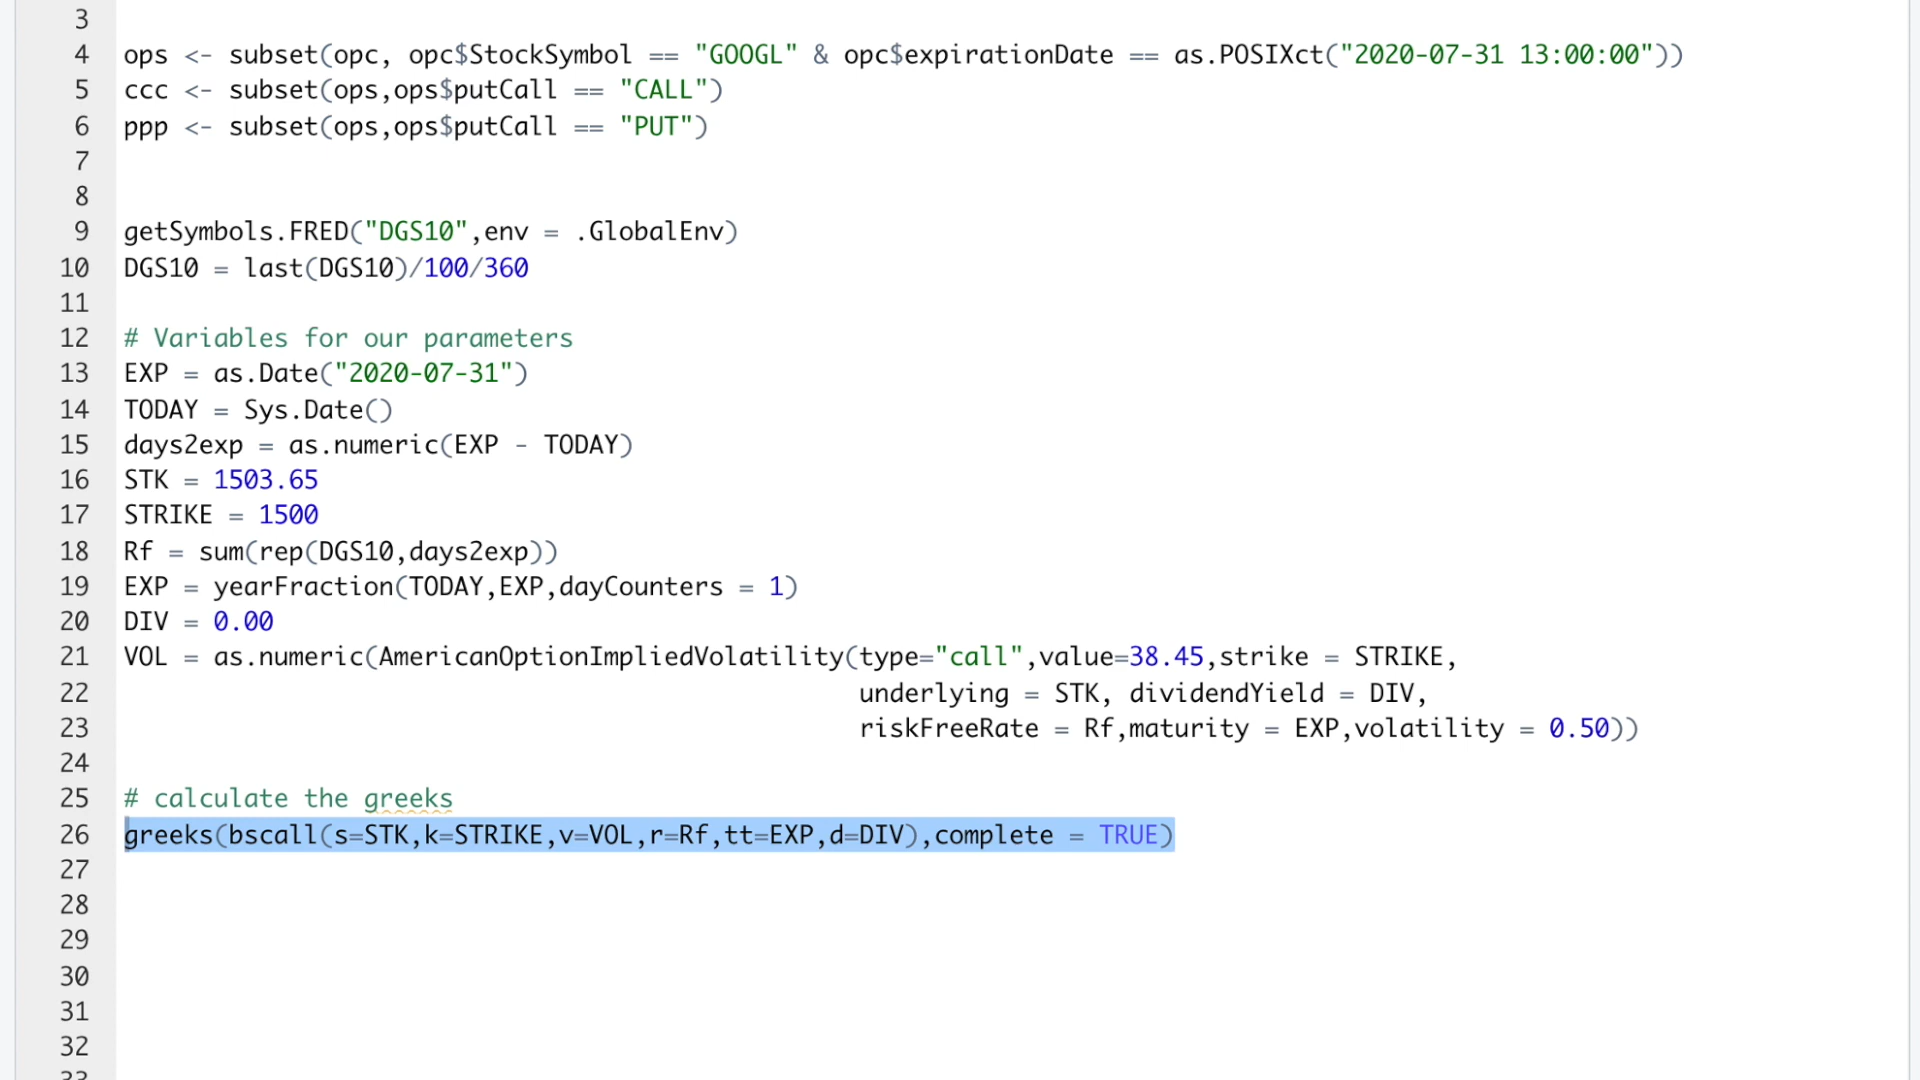 3
4 ops <- subset(opc, opc$StockSymbol == "GOOGL" & opc$expirationDate == as.POSIXct("2020-07-31 13:00:00"))
5 ccc <- subset(ops,ops$putCall == "CALL")
6 ppp <- subset(ops,ops$putCall == "PUT")
7
8
9 getSymbols.FRED("DGS10",env = .GlobalEnv)
10 DGS10 = last(DGS10)/100/360
11
12 # Variables for our parameters
13 EXP = as.Date("2020-07-31")
14 TODAY = Sys.Date()
15 days2exp = as.numeric(EXP - TODAY)
16 STK = 1503.65
17 STRIKE = 1500
18 Rf = sum(rep(DGS10,days2exp))
19 EXP = yearFraction(TODAY,EXP,dayCounters = 1)
20 DIV = 0.00
21 VOL = as.numeric(AmericanOptionImpliedVolatility(type="call",value=38.45,strike = STRIKE,
22 underlying = STK, dividendYield = DIV,
23 riskFreeRate = Rf,maturity = EXP,volatility = 0.50))
24
25 # calculate the greeks
26 greeks(bscall(s=STK,k=STRIKE,v=VOL,r=Rf,tt=EXP,d=DIV),complete = TRUE)
27
28
29
30
31
32
33